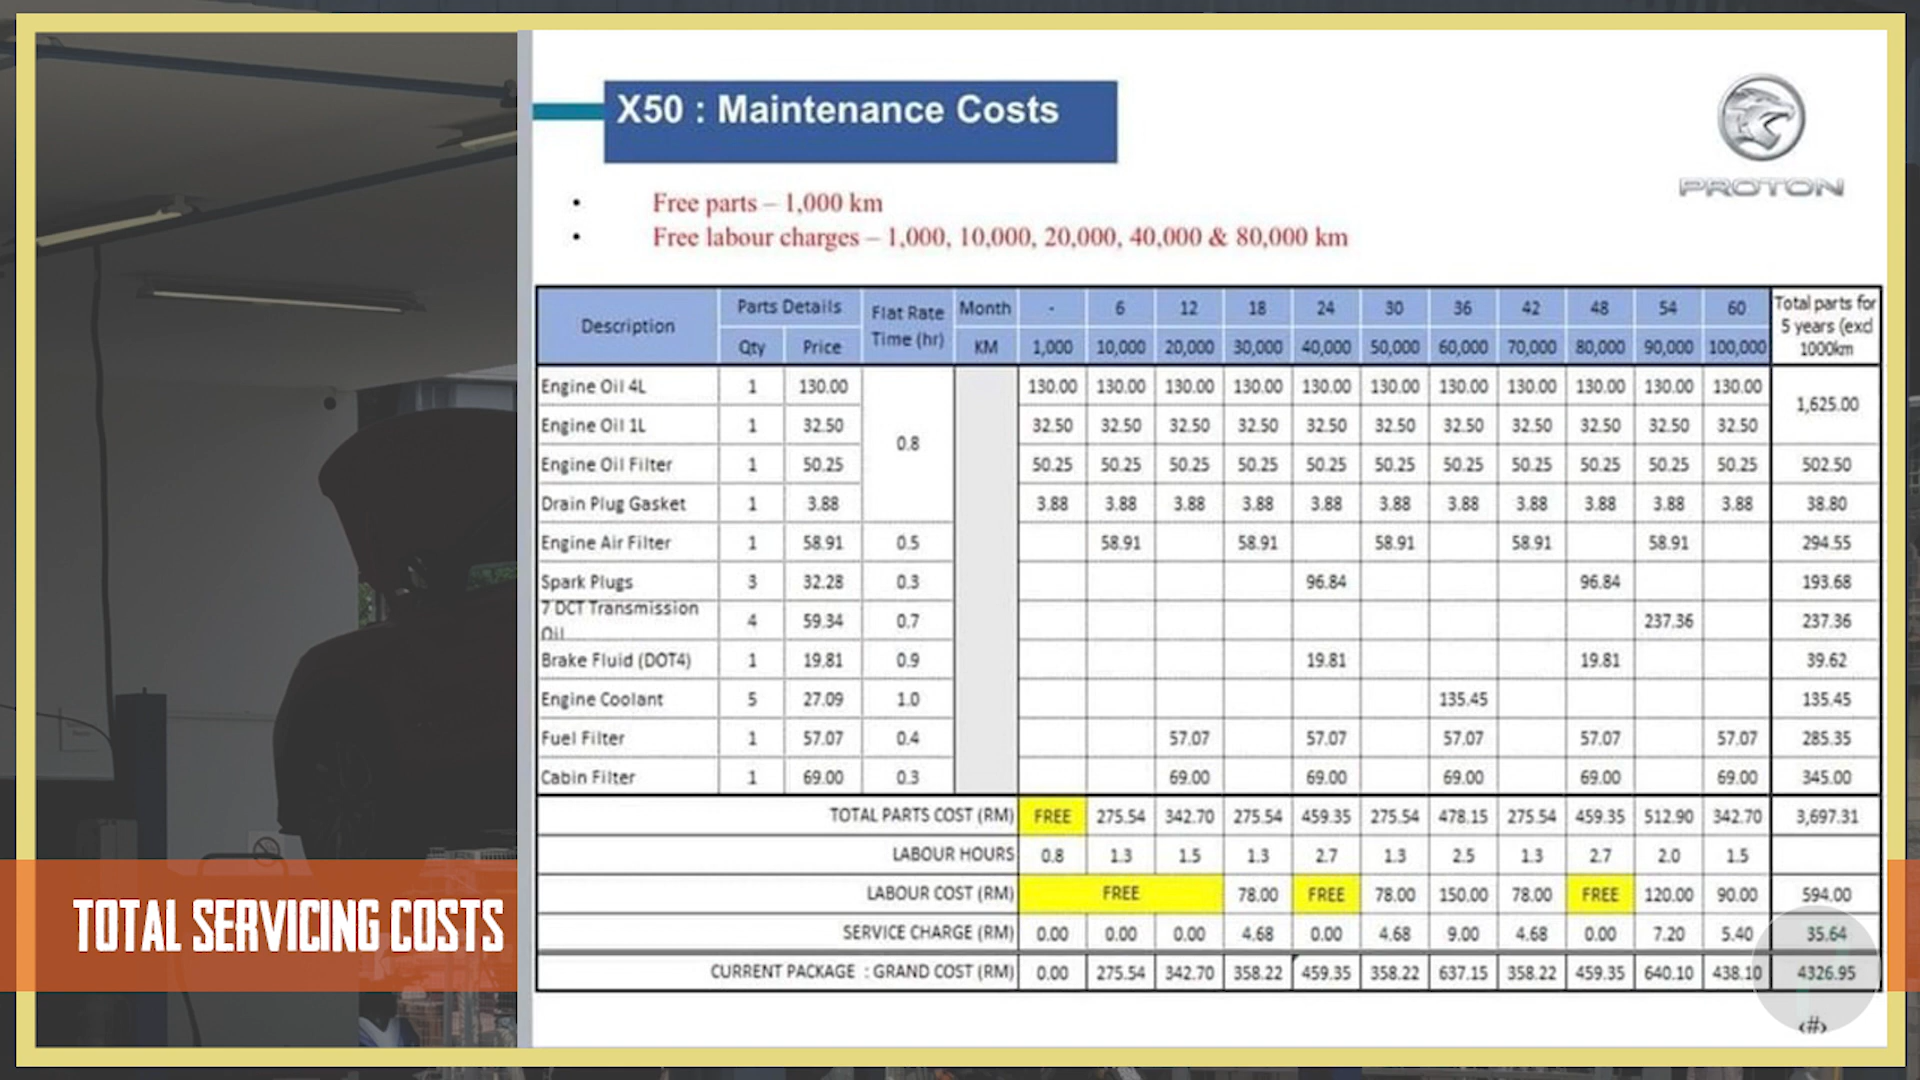 X50 : Maintenance Costs
PROTON
• Free parts – 1,000 km
• Free labour charges – 1,000, 10,000, 20,000, 40,000 & 80,000 km
Description Parts Details Flat Rate Time (hr) Month - 6 12 18 24 30 36 42 48 54 60 Total parts for 5 years (excl 1000km
Qty Price KM 1,000 10,000 20,000 30,000 40,000 50,000 60,000 70,000 80,000 90,000 100,000
Engine Oil 4L 1 130.00 0.8 130.00 130.00 130.00 130.00 130.00 130.00 130.00 130.00 130.00 130.00 130.00 1,625.00
Engine Oil 1L 1 32.50 32.50 32.50 32.50 32.50 32.50 32.50 32.50 32.50 32.50 32.50 32.50
Engine Oil Filter 1 50.25 50.25 50.25 50.25 50.25 50.25 50.25 50.25 50.25 50.25 50.25 50.25 502.50
Drain Plug Gasket 1 3.88 3.88 3.88 3.88 3.88 3.88 3.88 3.88 3.88 3.88 3.88 3.88 38.80
Engine Air Filter 1 58.91 0.5 58.91 58.91 58.91 58.91 58.91 294.55
Spark Plugs 3 32.28 0.3 96.84 96.84 193.68
7 DCT Transmission Oil 4 59.34 0.7 237.36 237.36
Brake Fluid (DOT4) 1 19.81 0.9 19.81 19.81 39.62
Engine Coolant 5 27.09 1.0 135.45 135.45
Fuel Filter 1 57.07 0.4 57.07 57.07 57.07 57.07 57.07 285.35
Cabin Filter 1 69.00 0.3 69.00 69.00 69.00 69.00 69.00 345.00
TOTAL PARTS COST (RM) FREE 275.54 342.70 275.54 459.35 275.54 478.15 275.54 459.35 512.90 342.70 3,697.31
LABOUR HOURS 0.8 1.3 1.5 1.3 2.7 1.3 2.5 1.3 2.7 2.0 1.5
LABOUR COST (RM) FREE 78.00 FREE 78.00 150.00 78.00 FREE 120.00 90.00 594.00
SERVICE CHARGE (RM) 0.00 0.00 0.00 4.68 0.00 4.68 9.00 4.68 0.00 7.20 5.40 35.64
CURRENT PACKAGE : GRAND COST (RM) 0.00 275.54 342.70 358.22 459.35 358.22 637.15 358.22 459.35 640.10 438.10 4326.95
‹#›
TOTAL SERVICING COSTS